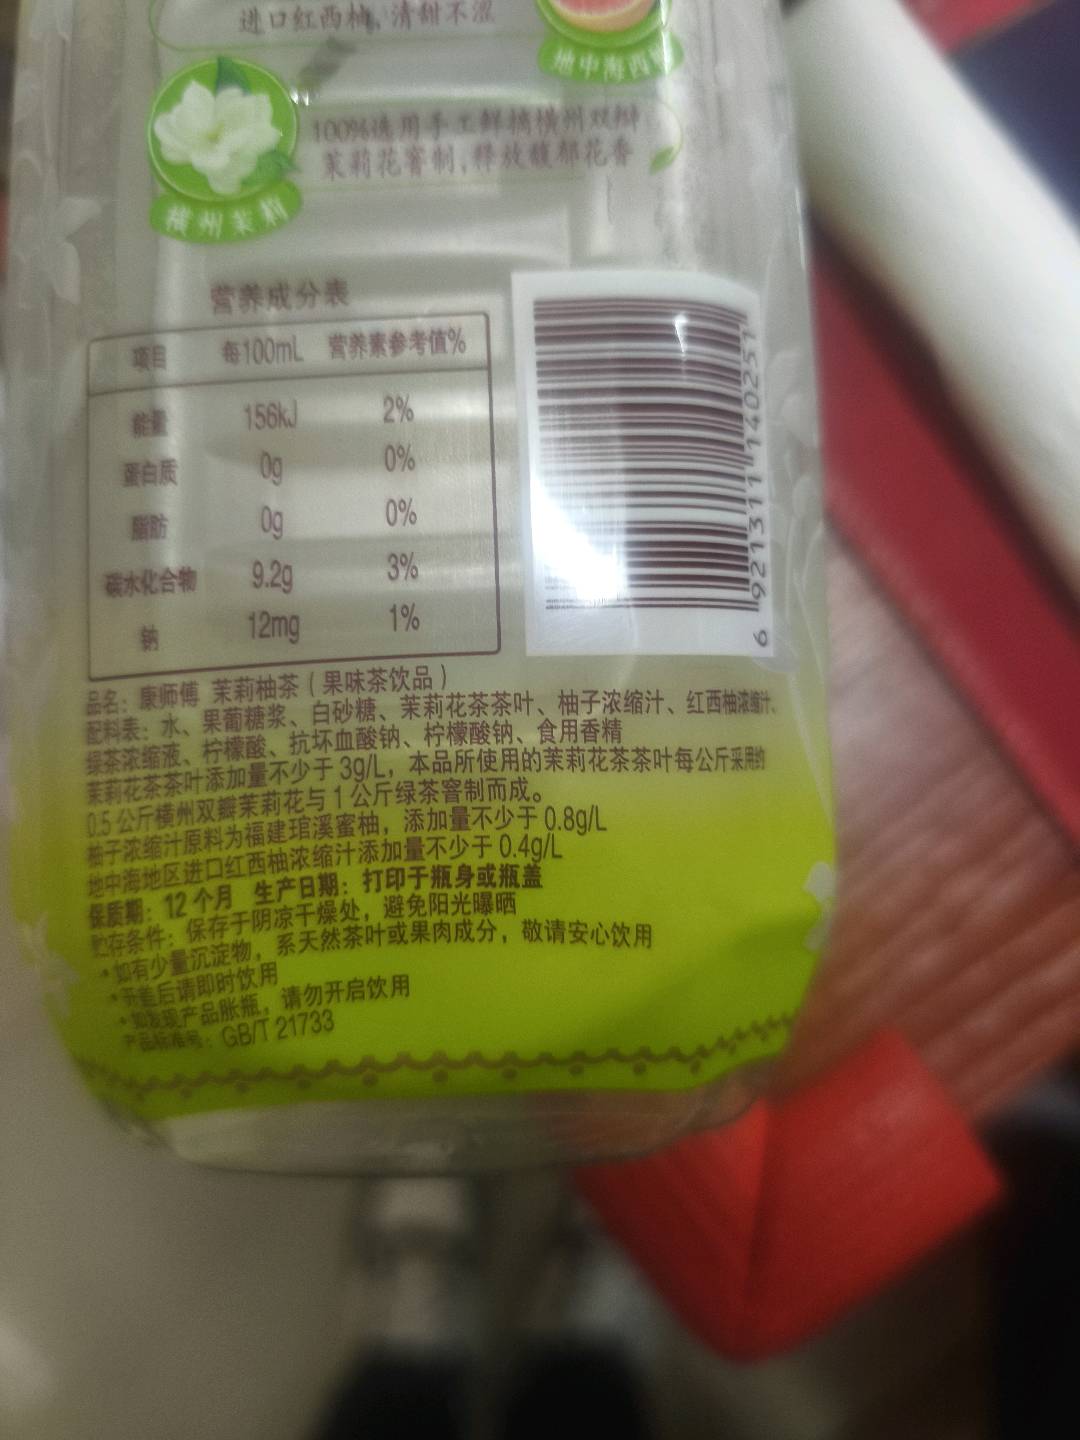 进口红西柚,清甜不涩
地中海西柚
100%选用手工鲜摘横州双瓣
茉莉花窨制,释放馥郁花香
横州茉莉
营养成分表
项目 每100mL 营养素参考值%
能量 156kJ 2%
蛋白质 0g 0%
脂肪 0g 0%
碳水化合物 9.2g 3%
钠 12mg 1%
6 921311 140251
品名：康师傅 茉莉柚茶（果味茶饮品）
配料表：水、果葡糖浆、白砂糖、茉莉花茶茶叶、柚子浓缩汁、红西柚浓缩汁、
绿茶浓缩液、柠檬酸、抗坏血酸钠、柠檬酸钠、食用香精
茉莉花茶茶叶添加量不少于 3g/L，本品所使用的茉莉花茶茶叶每公斤采用约
0.5 公斤横州双瓣茉莉花与 1 公斤绿茶窨制而成。
柚子浓缩汁原料为福建琯溪蜜柚，添加量不少于 0.8g/L
地中海地区进口红西柚浓缩汁添加量不少于 0.4g/L
保质期：12 个月 生产日期：打印于瓶身或瓶盖
贮存条件：保存于阴凉干燥处，避免阳光曝晒
·如有少量沉淀物，系天然茶叶或果肉成分，敬请安心饮用
·开盖后请即时饮用
·如发现产品胀瓶，请勿开启饮用
产品标准号：GB/T 21733